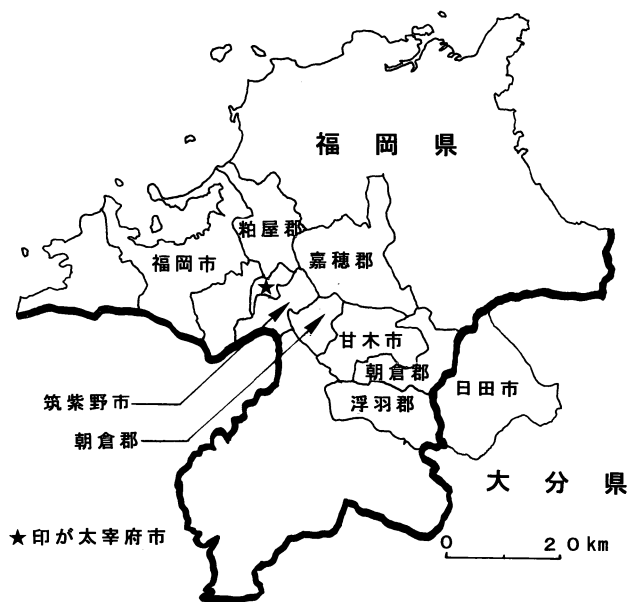 福岡県
粕屋郡
福岡市
嘉穂郡
★
甘木市
朝倉郡
日田市
筑紫野市
浮羽郡
朝倉郡
大分県
★印が太宰府市
0 20km